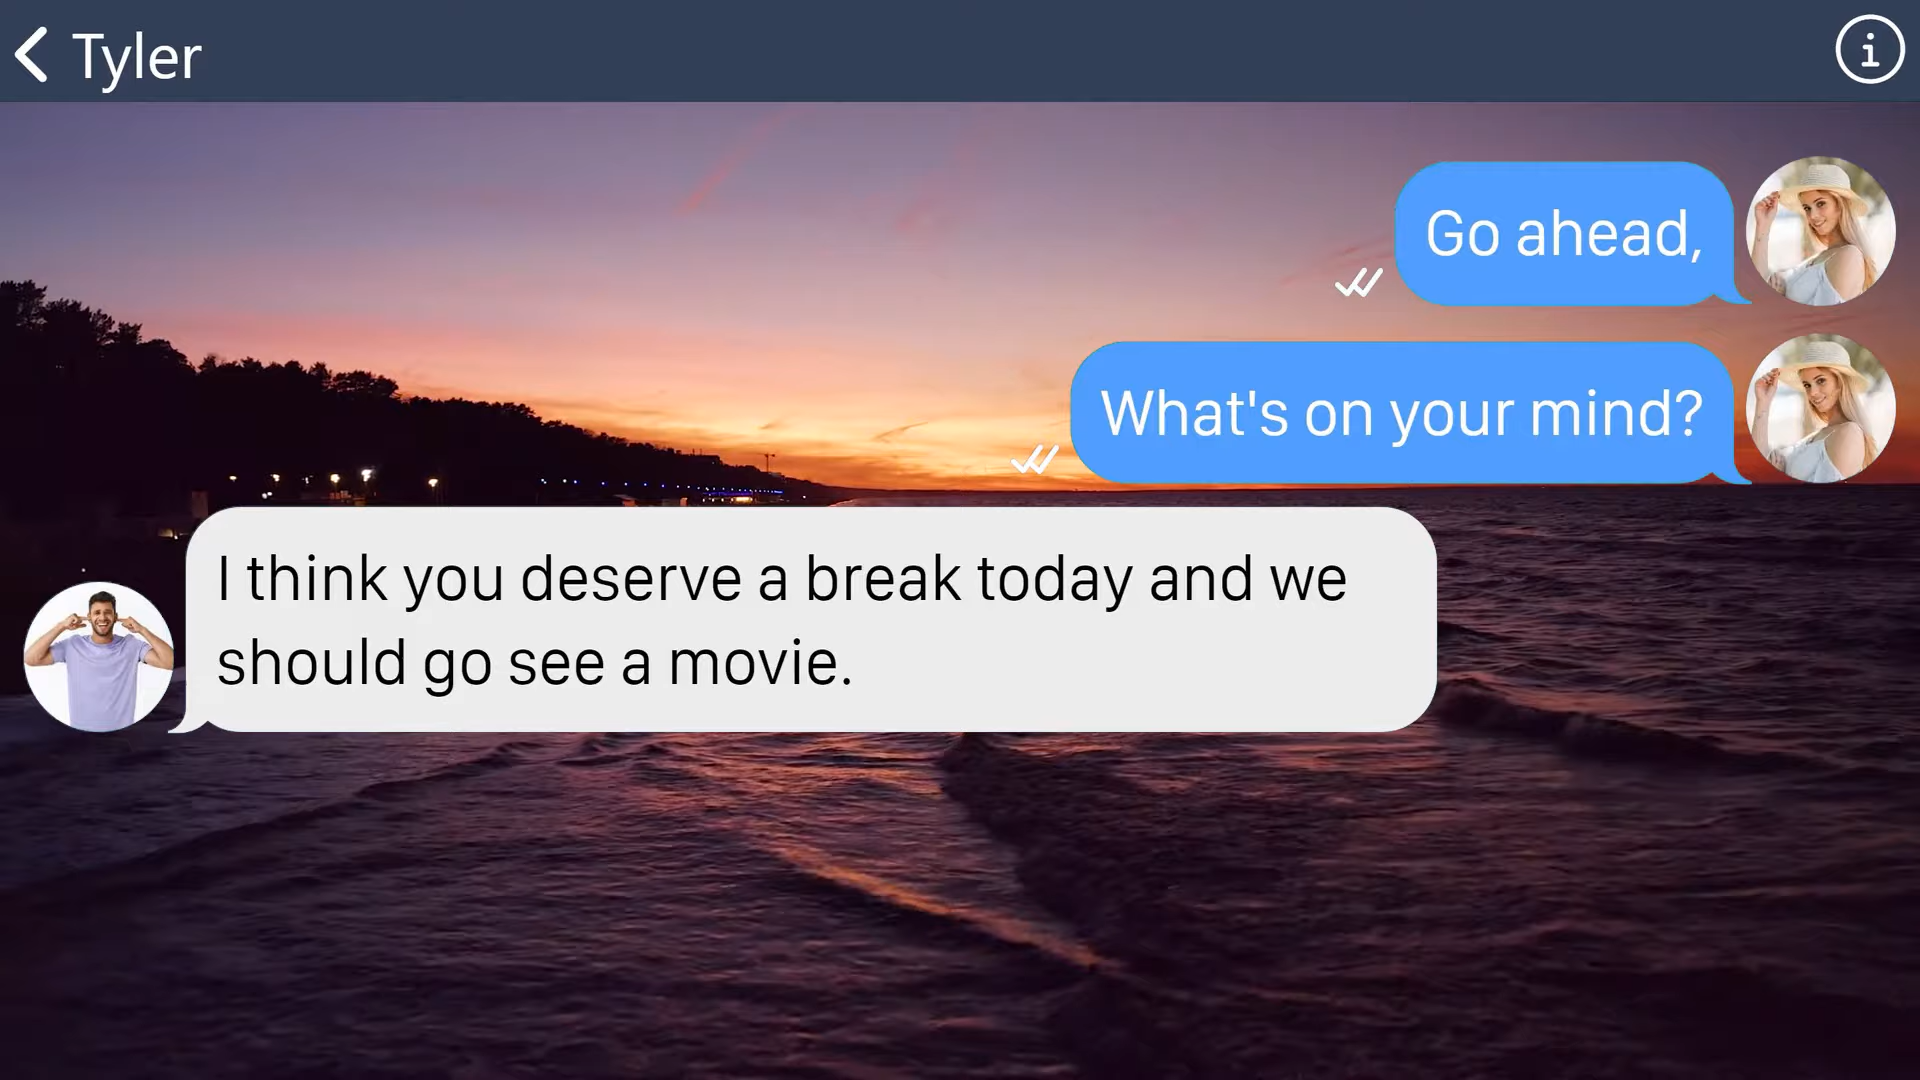 Tyler
Go ahead,
What's on your mind?
I think you deserve a break today and we
should go see a movie.